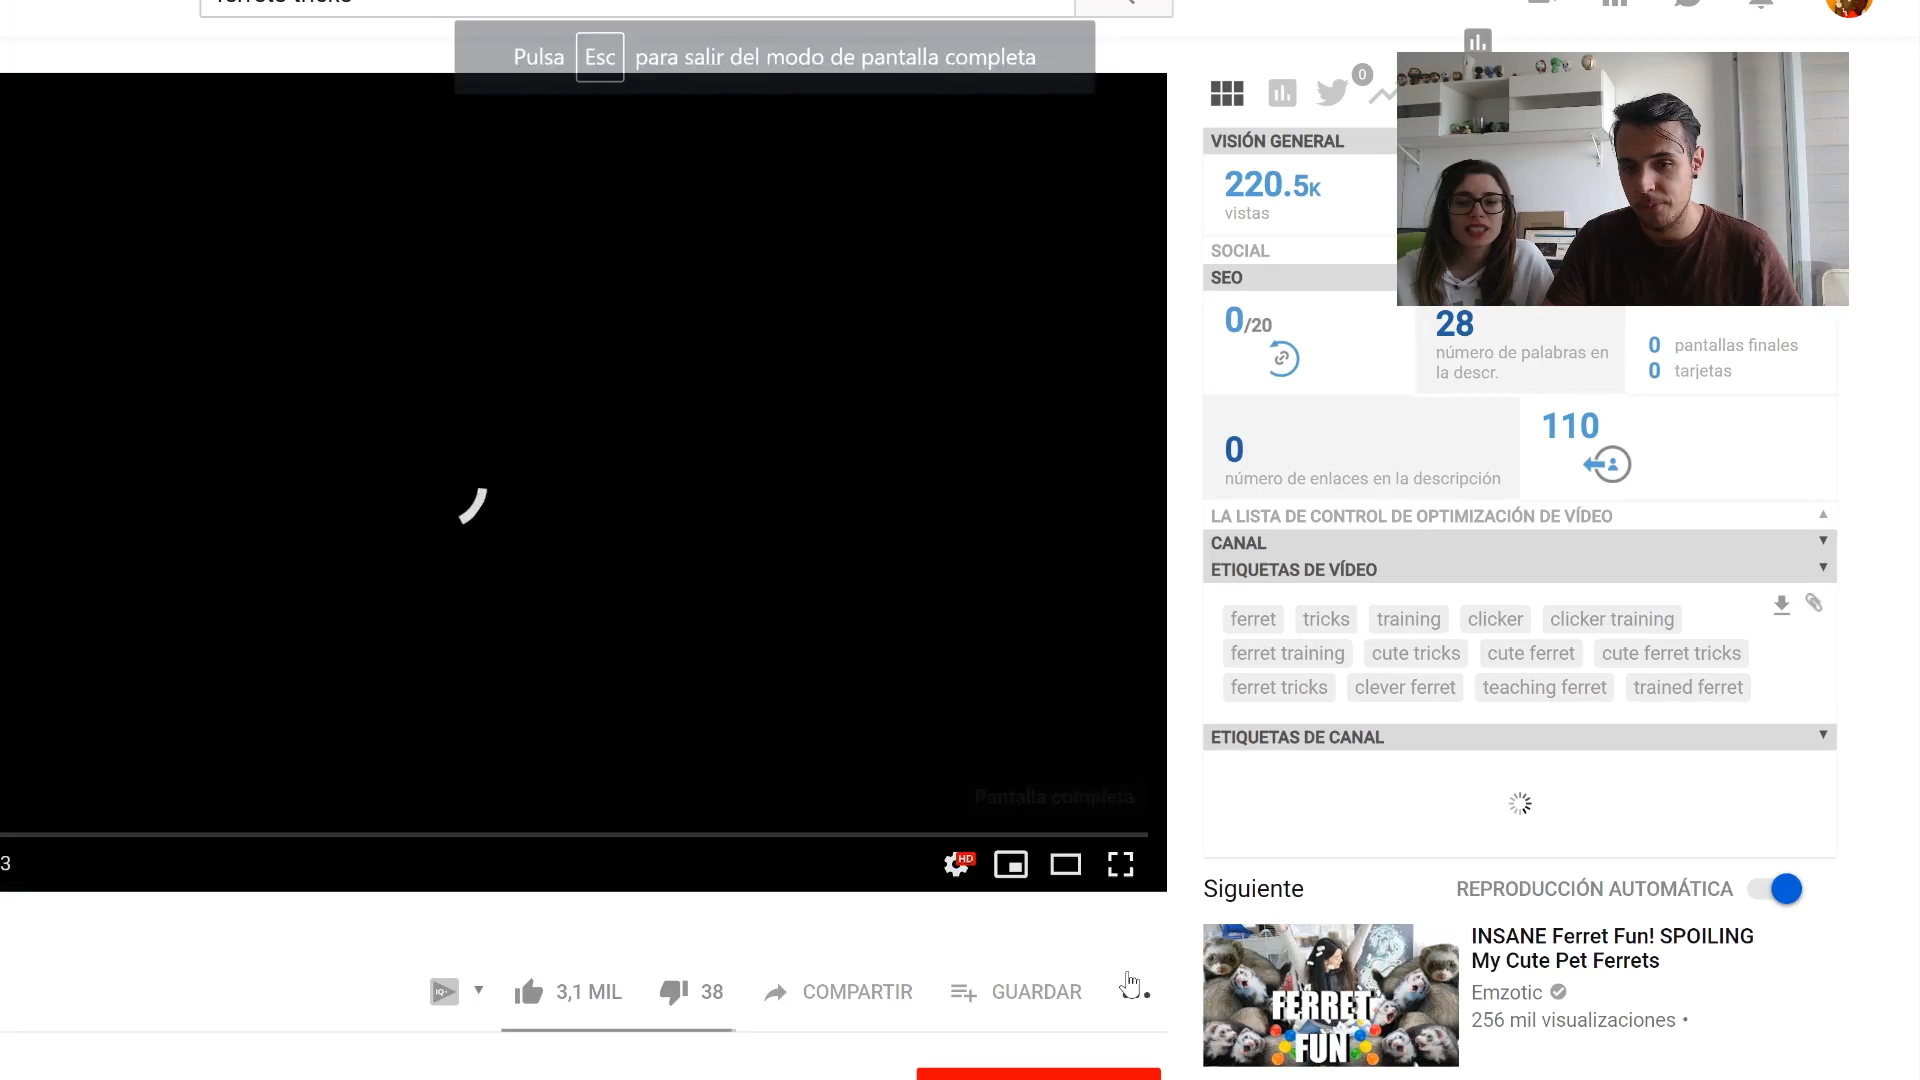 ferrets tricks
Pulsa Esc para salir del modo de pantalla completa
0
VISIÓN GENERAL
220.5K
vistas
SOCIAL
SEO
0/20
28
número de palabras en
la descr.
0 pantallas finales
0 tarjetas
0
número de enlaces en la descripción
110
LA LISTA DE CONTROL DE OPTIMIZACIÓN DE VÍDEO
CANAL
ETIQUETAS DE VÍDEO
ferret tricks training clicker clicker training
ferret training cute tricks cute ferret cute ferret tricks
ferret tricks clever ferret teaching ferret trained ferret
ETIQUETAS DE CANAL
Pantalla completa
3
HD
Siguiente
REPRODUCCIÓN AUTOMÁTICA
FERRET
FUN
INSANE Ferret Fun! SPOILING
My Cute Pet Ferrets
Emzotic
256 mil visualizaciones •
IQ+
3,1 MIL
38
COMPARTIR
GUARDAR